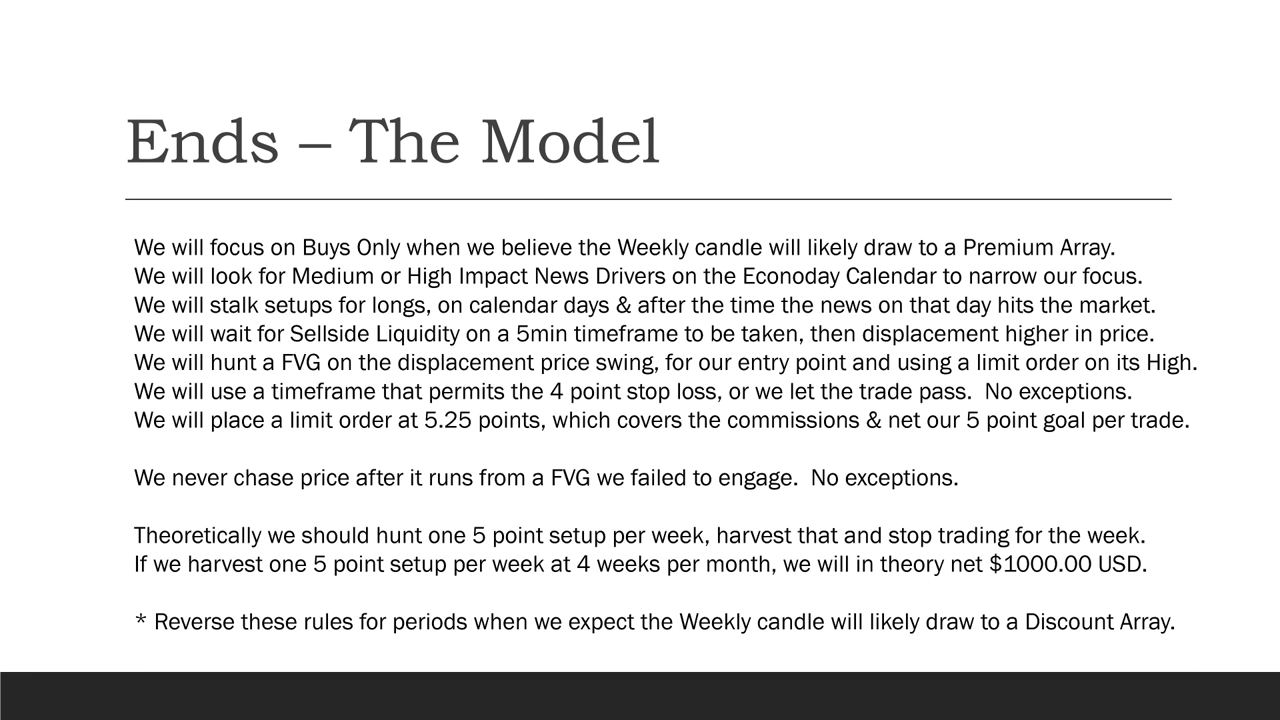 Ends – The Model
We will focus on Buys Only when we believe the Weekly candle will likely draw to a Premium Array.
We will look for Medium or High Impact News Drivers on the Econoday Calendar to narrow our focus.
We will stalk setups for longs, on calendar days & after the time the news on that day hits the market.
We will wait for Sellside Liquidity on a 5min timeframe to be taken, then displacement higher in price.
We will hunt a FVG on the displacement price swing, for our entry point and using a limit order on its High.
We will use a timeframe that permits the 4 point stop loss, or we let the trade pass.  No exceptions.
We will place a limit order at 5.25 points, which covers the commissions & net our 5 point goal per trade.
We never chase price after it runs from a FVG we failed to engage.  No exceptions.
Theoretically we should hunt one 5 point setup per week, harvest that and stop trading for the week.
If we harvest one 5 point setup per week at 4 weeks per month, we will in theory net $1000.00 USD.
* Reverse these rules for periods when we expect the Weekly candle will likely draw to a Discount Array.